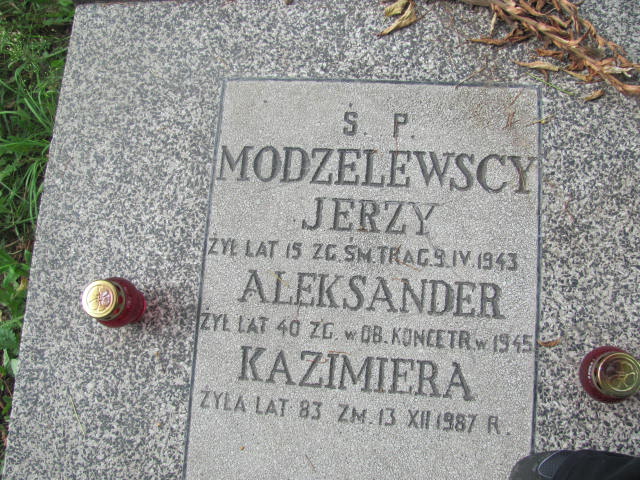 Ś. P.
MODZELEWSCY
JERZY
ŻYŁ LAT 15 ZG. ŚM. TRAG. 9.IV.1943
ALEKSANDER
ŻYŁ LAT 40 ZG. w OB. KONCETR. w 1945
KAZIMIERA
ŻYŁA LAT 83 ZM. 13 XII 1987 R.